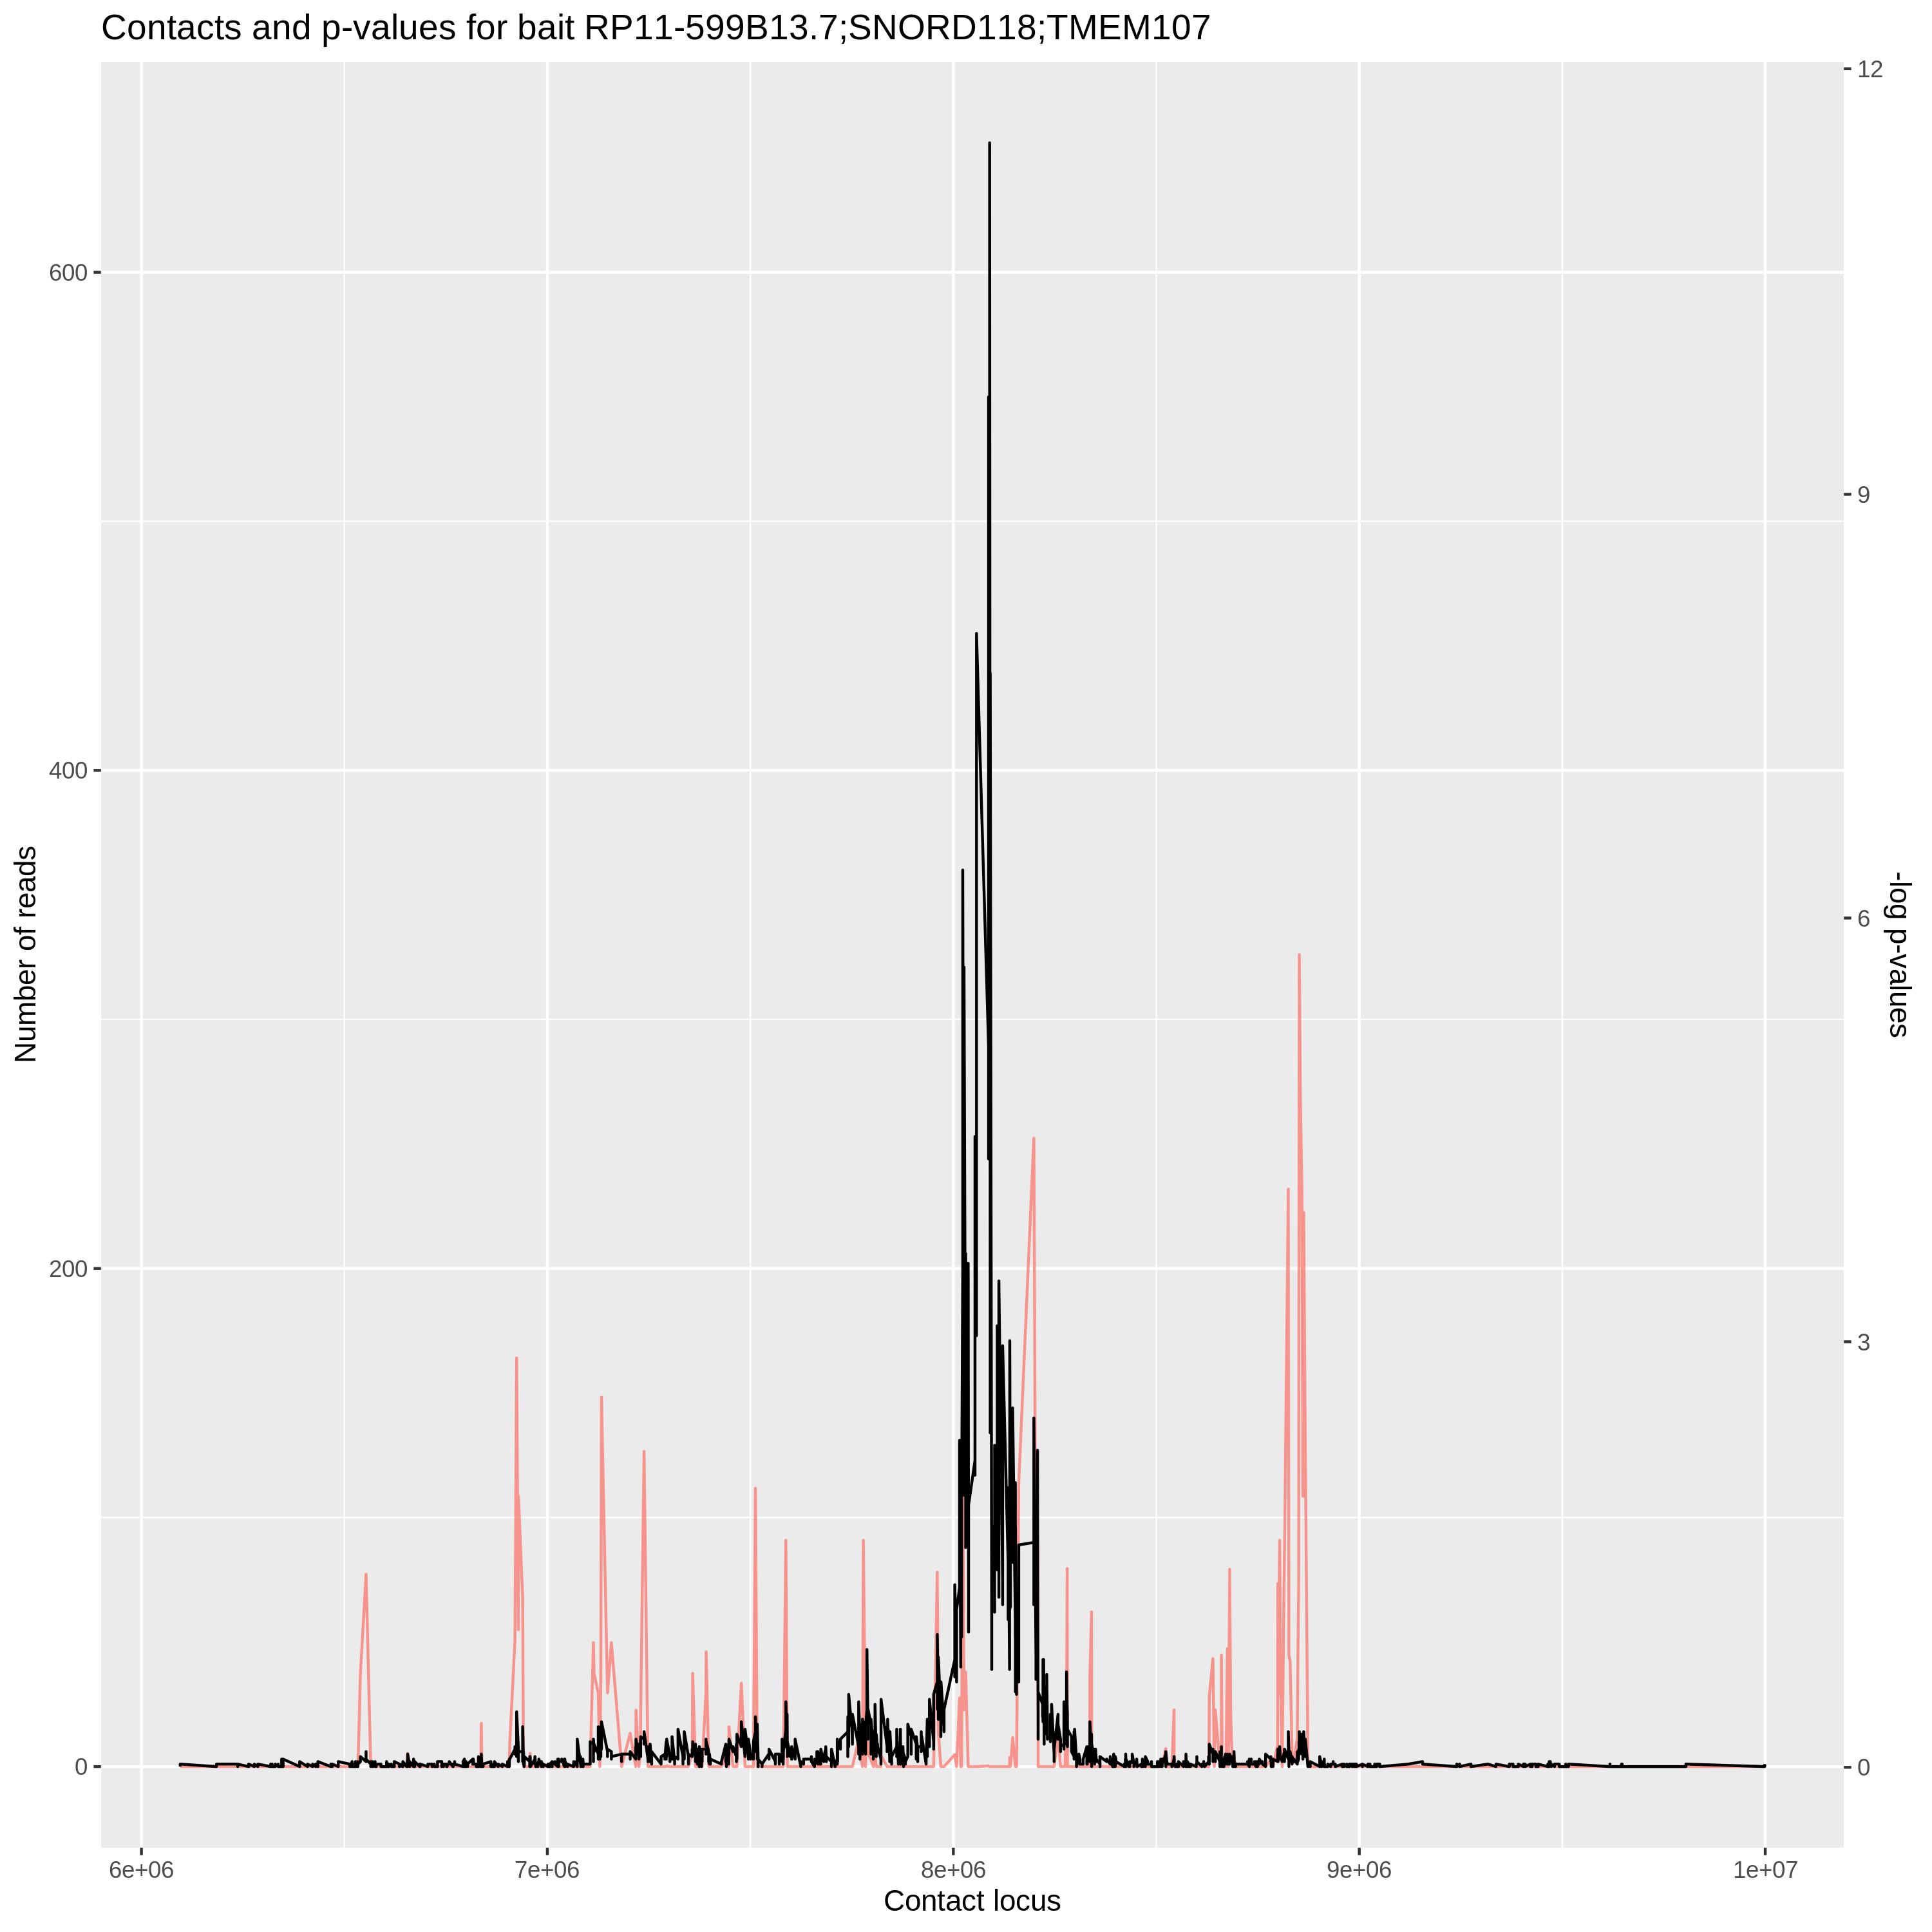 Contacts and p-values for bait RP11-599B13.7;SNORD118;TMEM107
12
600
9
400
6
Number of reads
-log p-values
200
3
0
0
6e+06
7e+06
8e+06
9e+06
1e+07
Contact locus